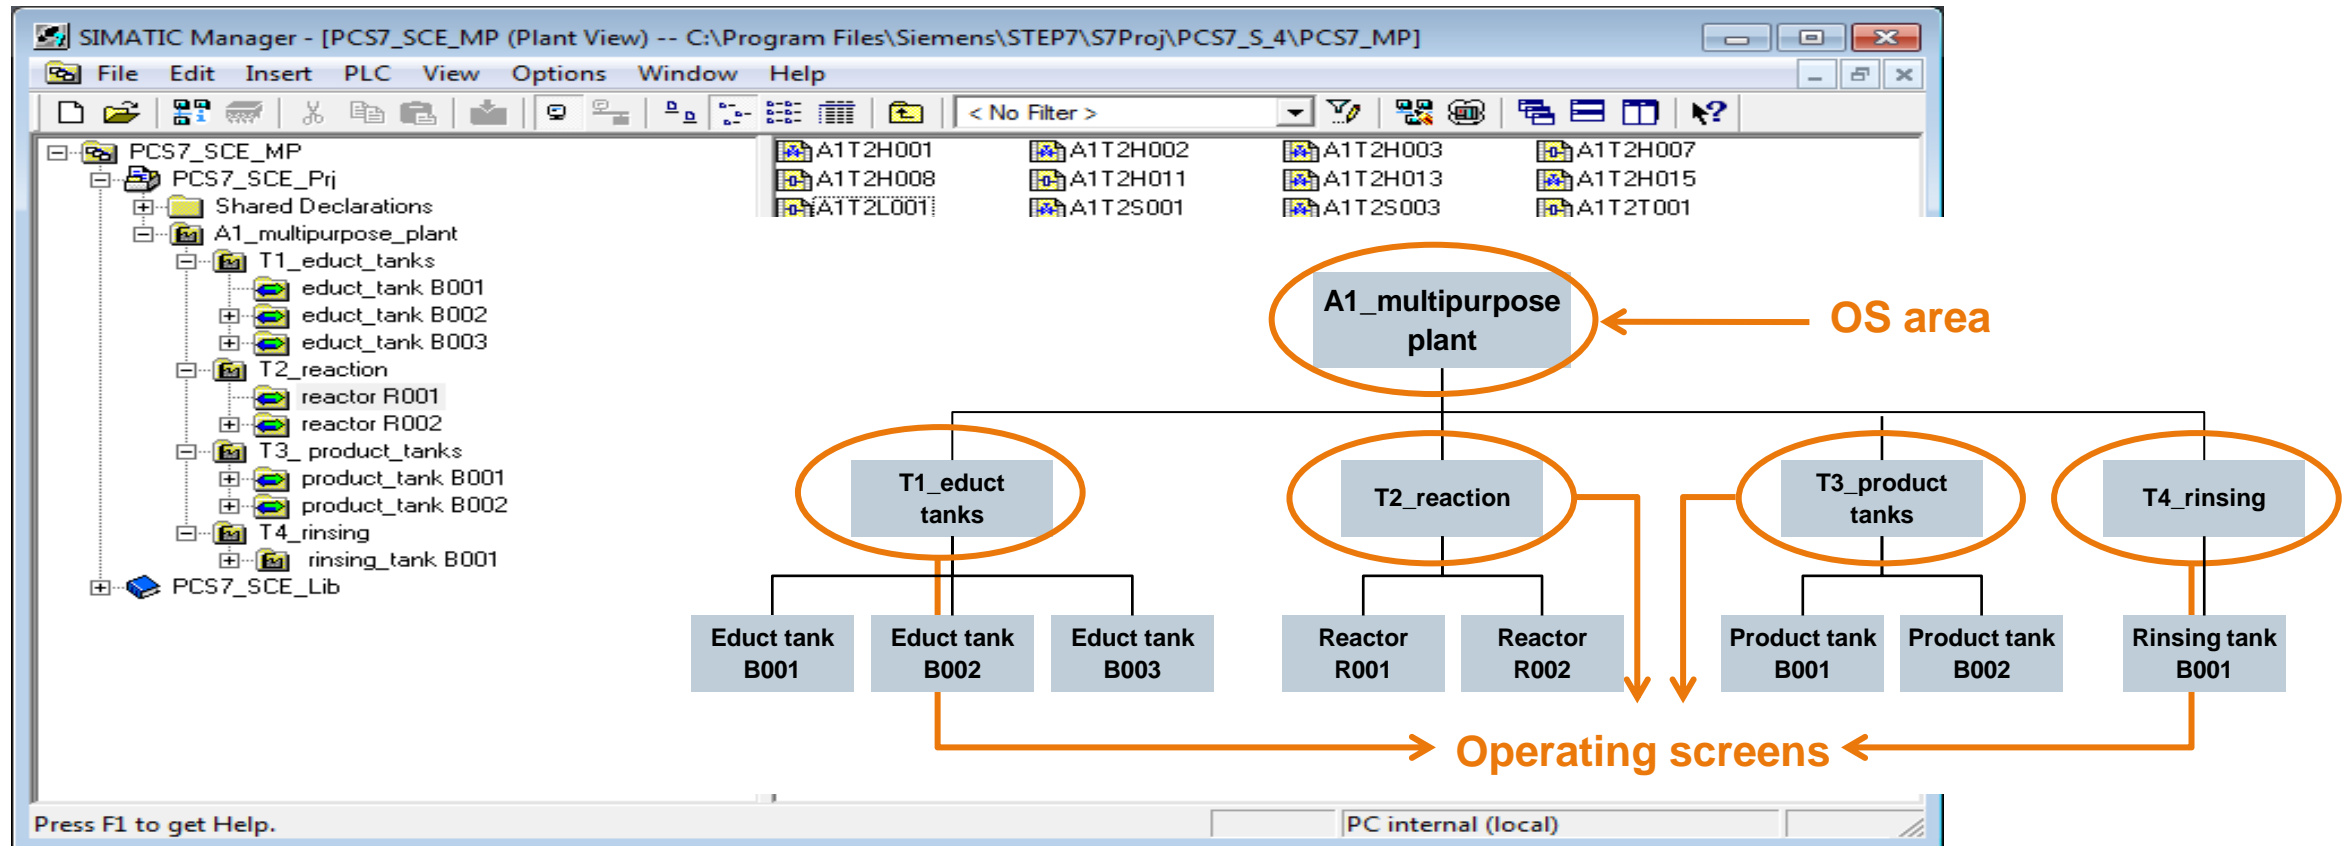 SIMATIC Manager - [PCS7_SCE_MP (Plant View) -- C:\Program Files\Siemens\STEP7\S7Proj\PCS7_S_4\PCS7_MP]
File Edit Insert PLC View Options Window Help
< No Filter >
PCS7_SCE_MP
PCS7_SCE_Prj
Shared Declarations
A1_multipurpose_plant
T1_educt_tanks
educt_tank B001
educt_tank B002
educt_tank B003
T2_reaction
reactor R001
reactor R002
T3_ product_tanks
product_tank B001
product_tank B002
T4_rinsing
rinsing_tank B001
PCS7_SCE_Lib
A1T2H001 A1T2H002 A1T2H003 A1T2H007
A1T2H008 A1T2H011 A1T2H013 A1T2H015
A1T2L001 A1T2S001 A1T2S003 A1T2T001
A1_multipurpose
plant
OS area
T1_educt
tanks
T2_reaction
T3_product
tanks
T4_rinsing
Educt tank
B001
Educt tank
B002
Educt tank
B003
Reactor
R001
Reactor
R002
Product tank
B001
Product tank
B002
Rinsing tank
B001
Operating screens
Press F1 to get Help.
PC internal (local)